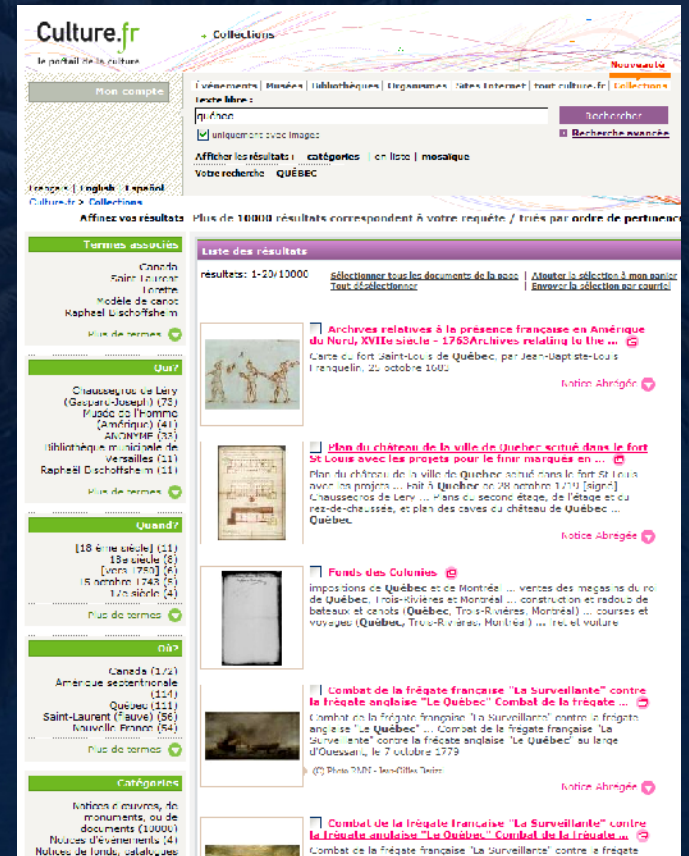 Culture.fr
le portail de la culture
Collections
Nouveauté
Mon compte
Événements | Musées | Bibliothèques | Organismes | Sites Internet | tout culture.fr | Collections
Texte libre :
québec
Rechercher
uniquement avec images
Recherche avancée
Afficher les résultats : catégories | en liste | mosaïque
Votre recherche QUÉBEC
Français | English | Español
Culture.fr > Collections
Affinez vos résultats
Plus de 10000 résultats correspondent à votre requête / triés par ordre de pertinenc
Termes associés
Canada
Saint-Laurent
Lorette
Modèle de canot
Raphaël Bischoffsheim
Plus de termes
Qui?
Chaussegros de Léry
(Gaspard-Joseph) (73)
Musée de l'Homme
(Amérique) (41)
ANONYME (33)
Bibliothèque municipale de
Versailles (11)
Raphaël Bischoffsheim (11)
Plus de termes
Quand?
[18 ème siècle] (11)
18e siècle (8)
[vers 1750] (6)
15 octobre 1743 (5)
17e siècle (4)
Plus de termes
Où?
Canada (172)
Amérique septentrionale
(114)
Québec (111)
Saint-Laurent (fleuve) (56)
Nouvelle France (54)
Plus de termes
Catégories
Notices d'œuvres, de
monuments, ou de
documents (10000)
Notices d'événements (4)
Notices de fonds, catalogues
Liste des résultats
résultats: 1-20/10000
Sélectionner tous les documents de la page | Ajouter la sélection à mon panier
Tout désélectionner | Envoyer la sélection par courriel
Archives relatives à la présence française en Amérique
du Nord, XVIIe siècle - 1763Archives relating to the ...
Carte du fort Saint-Louis de Québec, par Jean-Baptiste-Louis
Franquelin, 25 octobre 1683
Notice Abrégée
Plan du château de la ville de Quebec scitué dans le fort
St Louis avec les projets pour le finir marqués en ...
Plan du château de la ville de Quebec scitué dans le fort St Louis
avec les projets ... Fait à Quebec ce 28 octobre 1719 [signé]
Chaussegros de Lery ... Plans du second étage, de l'étage et du
rez-de-chaussée, et plan des caves du château de Québec ...
Québec
Notice Abrégée
Fonds des Colonies
impositions de Québec et de Montréal ... ventes des magasins du roi
de Québec, Trois-Rivières et Montréal ... construction et radoub de
bateaux et canots (Québec, Trois-Rivières, Montréal) ... courses et
voyages (Québec, Trois-Rivières, Montréal) ... fret et voiture
Combat de la frégate française "La Surveillante" contre
la frégate anglaise "Le Québec" Combat de la frégate ...
Combat de la frégate française "La Surveillante" contre la frégate
anglaise "Le Québec" ... Combat de la frégate française "La
Surveillante" contre la frégate anglaise "Le Québec" au large
d'Ouessant, le 7 octobre 1779
(C) Photo RMN -
Notice Abrégée
Combat de la frégate française "La Surveillante" contre
la frégate anglaise "Le Québec" Combat de la frégate ...
Combat de la frégate française "La Surveillante" contre la frégate